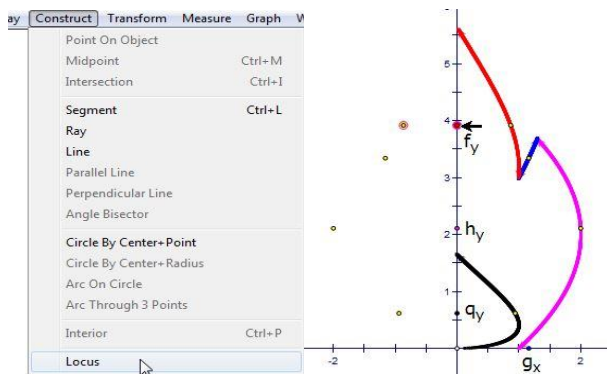 ay Construct Transform Measure Graph W
Point On Object
Midpoint Ctrl+M
Intersection Ctrl+I
Segment Ctrl+L
Ray
Line
Parallel Line
Perpendicular Line
Angle Bisector
Circle By Center+Point
Circle By Center+Radius
Arc On Circle
Arc Through 3 Points
Interior Ctrl+P
Locus
5
4
fy
3
hy
2
1
qy
-2
gx
2